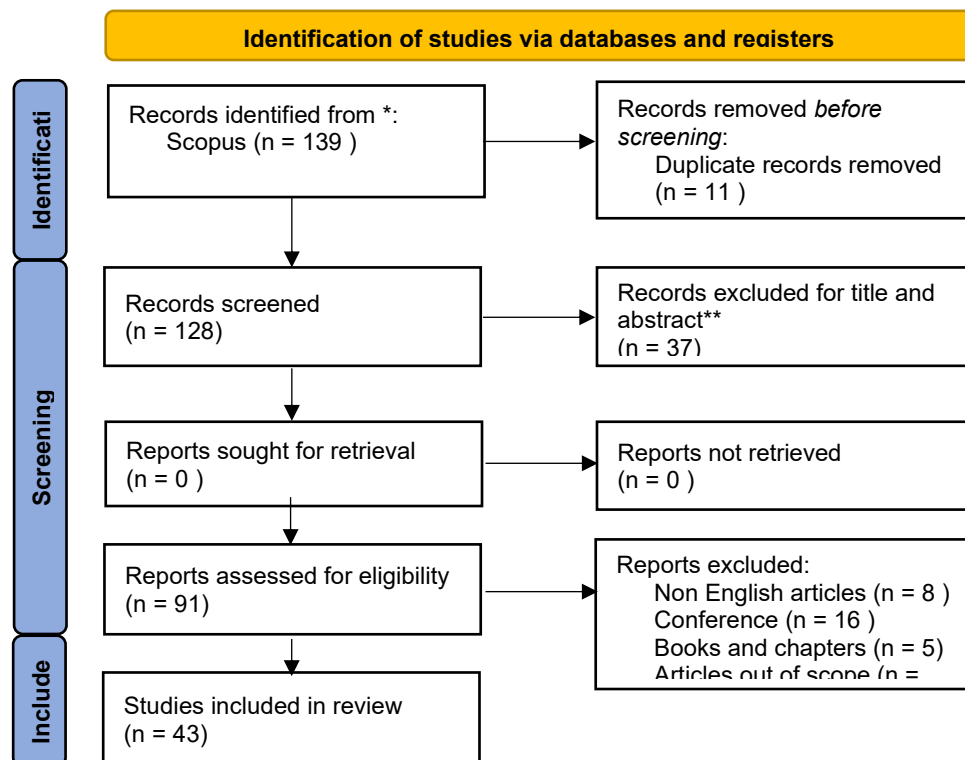 Identification of studies via databases and registers
Identificati
Records identified from *:
Scopus (n = 139 )
Records removed before
screening:
Duplicate records removed
(n = 11 )
Screening
Records screened
(n = 128)
Records excluded for title and
abstract**
(n = 37)
Reports sought for retrieval
(n = 0 )
Reports not retrieved
(n = 0 )
Reports assessed for eligibility
(n = 91)
Reports excluded:
Non English articles (n = 8 )
Conference (n = 16 )
Books and chapters (n = 5)
Articles out of scope (n =
Include
Studies included in review
(n = 43)